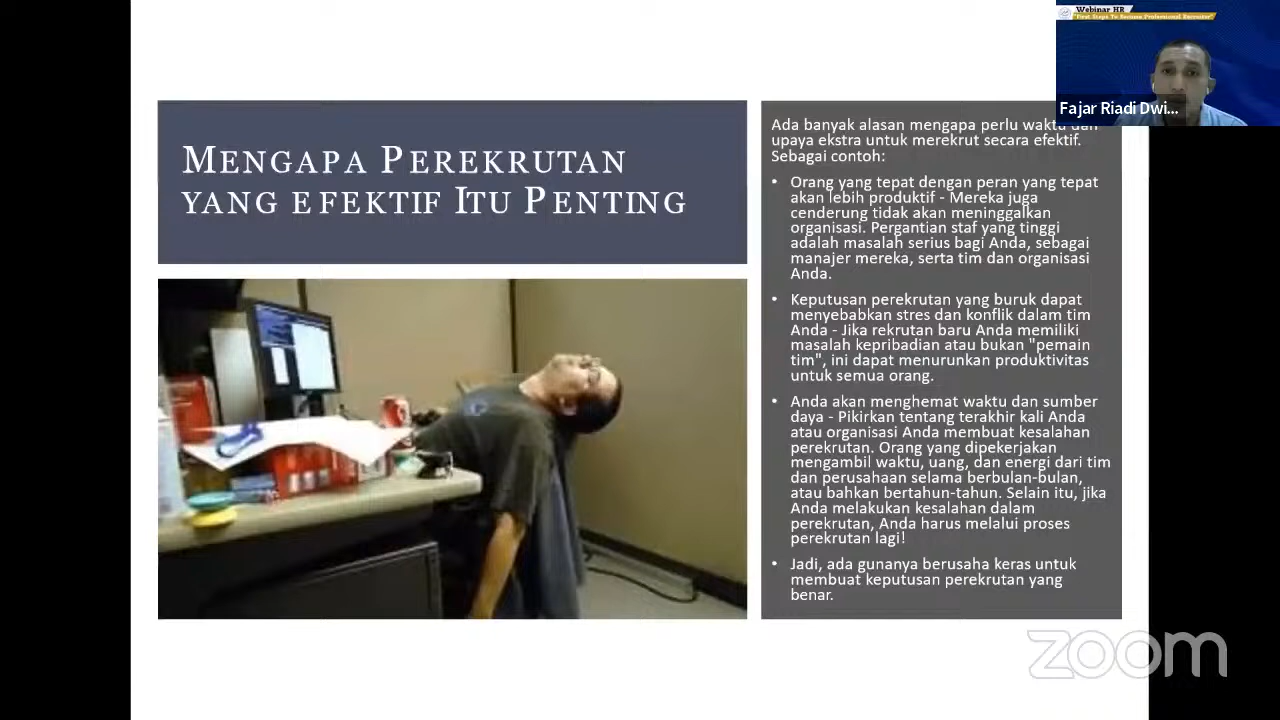 Webinar HR
"First Steps To Become Professional Recruiter"
Fajar Riadi Dwi...
MENGAPA PEREKRUTAN
YANG EFEKTIF ITU PENTING
Ada banyak alasan mengapa perlu waktu dan
upaya ekstra untuk merekrut secara efektif.
Sebagai contoh:
• Orang yang tepat dengan peran yang tepat
akan lebih produktif - Mereka juga
cenderung tidak akan meninggalkan
organisasi. Pergantian staf yang tinggi
adalah masalah serius bagi Anda, sebagai
manajer mereka, serta tim dan organisasi
Anda.
• Keputusan perekrutan yang buruk dapat
menyebabkan stres dan konflik dalam tim
Anda - Jika rekrutan baru Anda memiliki
masalah kepribadian atau bukan "pemain
tim", ini dapat menurunkan produktivitas
untuk semua orang.
• Anda akan menghemat waktu dan sumber
daya - Pikirkan tentang terakhir kali Anda
atau organisasi Anda membuat kesalahan
perekrutan. Orang yang dipekerjakan
mengambil waktu, uang, dan energi dari tim
dan perusahaan selama berbulan-bulan,
atau bahkan bertahun-tahun. Selain itu, jika
Anda melakukan kesalahan dalam
perekrutan, Anda harus melalui proses
perekrutan lagi!
• Jadi, ada gunanya berusaha keras untuk
membuat keputusan perekrutan yang
benar.
zoom